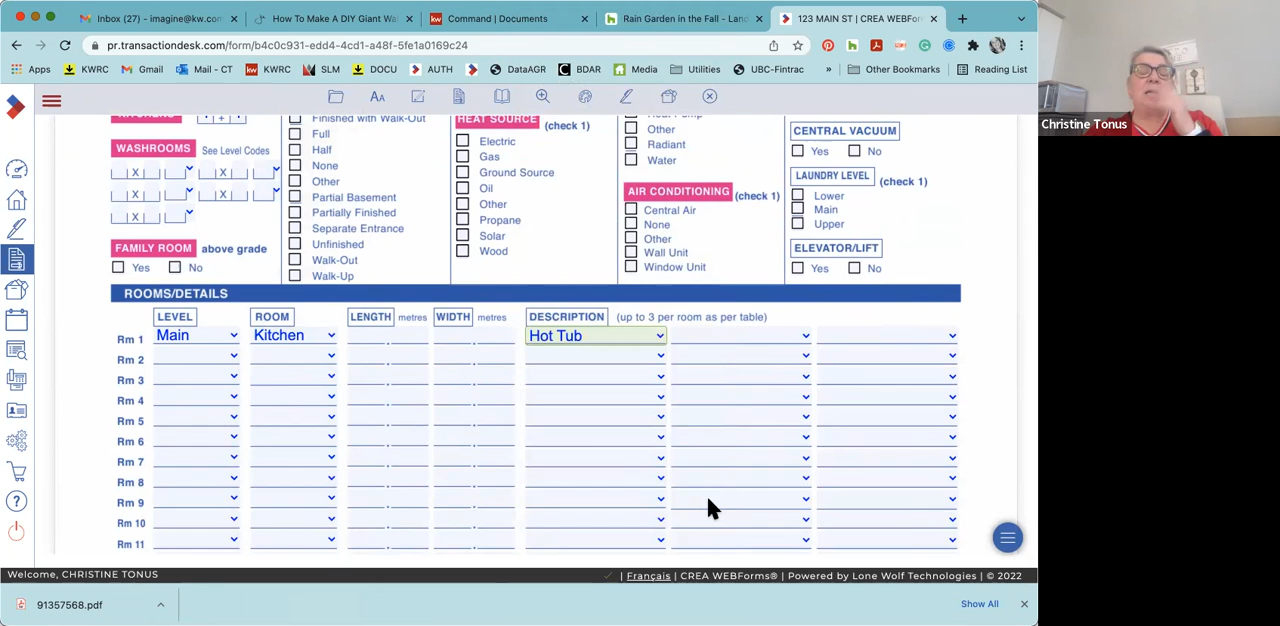 Inbox (27) - imagine@kw.com
How To Make A DIY Giant Wa
Command | Documents
Rain Garden in the Fall - Lan
123 MAIN ST | CREA WEBForm
pr.transactiondesk.com/form/b4c0c931-edd4-4cd1-a48f-5fe1a0169c24
Apps KWRC Gmail Mail - CT KWRC SLM DOCU AUTH SoldPlus DabbleAGR BDAR Media Utilities UBC-Fintrac » Other Bookmarks Reading List
Christine Tonus
WASHROOMS See Level Codes
X X
X X
X
FAMILY ROOM above grade
Yes No
Finished with Walk-Out
Full
Half
None
Other
Partial Basement
Partially Finished
Separate Entrance
Unfinished
Walk-Out
Walk-Up
HEAT SOURCE (check 1)
Electric
Gas
Ground Source
Oil
Other
Propane
Solar
Wood
Other
Radiant
Water
AIR CONDITIONING (check 1)
Central Air
None
Other
Wall Unit
Window Unit
CENTRAL VACUUM
Yes No
LAUNDRY LEVEL (check 1)
Lower
Main
Upper
ELEVATOR/LIFT
Yes No
ROOMS/DETAILS
LEVEL ROOM LENGTH metres WIDTH metres DESCRIPTION (up to 3 per room as per table)
Rm 1 Main Kitchen Hot Tub
Rm 2
Rm 3
Rm 4
Rm 5
Rm 6
Rm 7
Rm 8
Rm 9
Rm 10
Rm 11
Welcome, CHRISTINE TONUS
| Français | CREA WEBForms® | Powered by Lone Wolf Technologies | © 2022
91357568.pdf
Show All